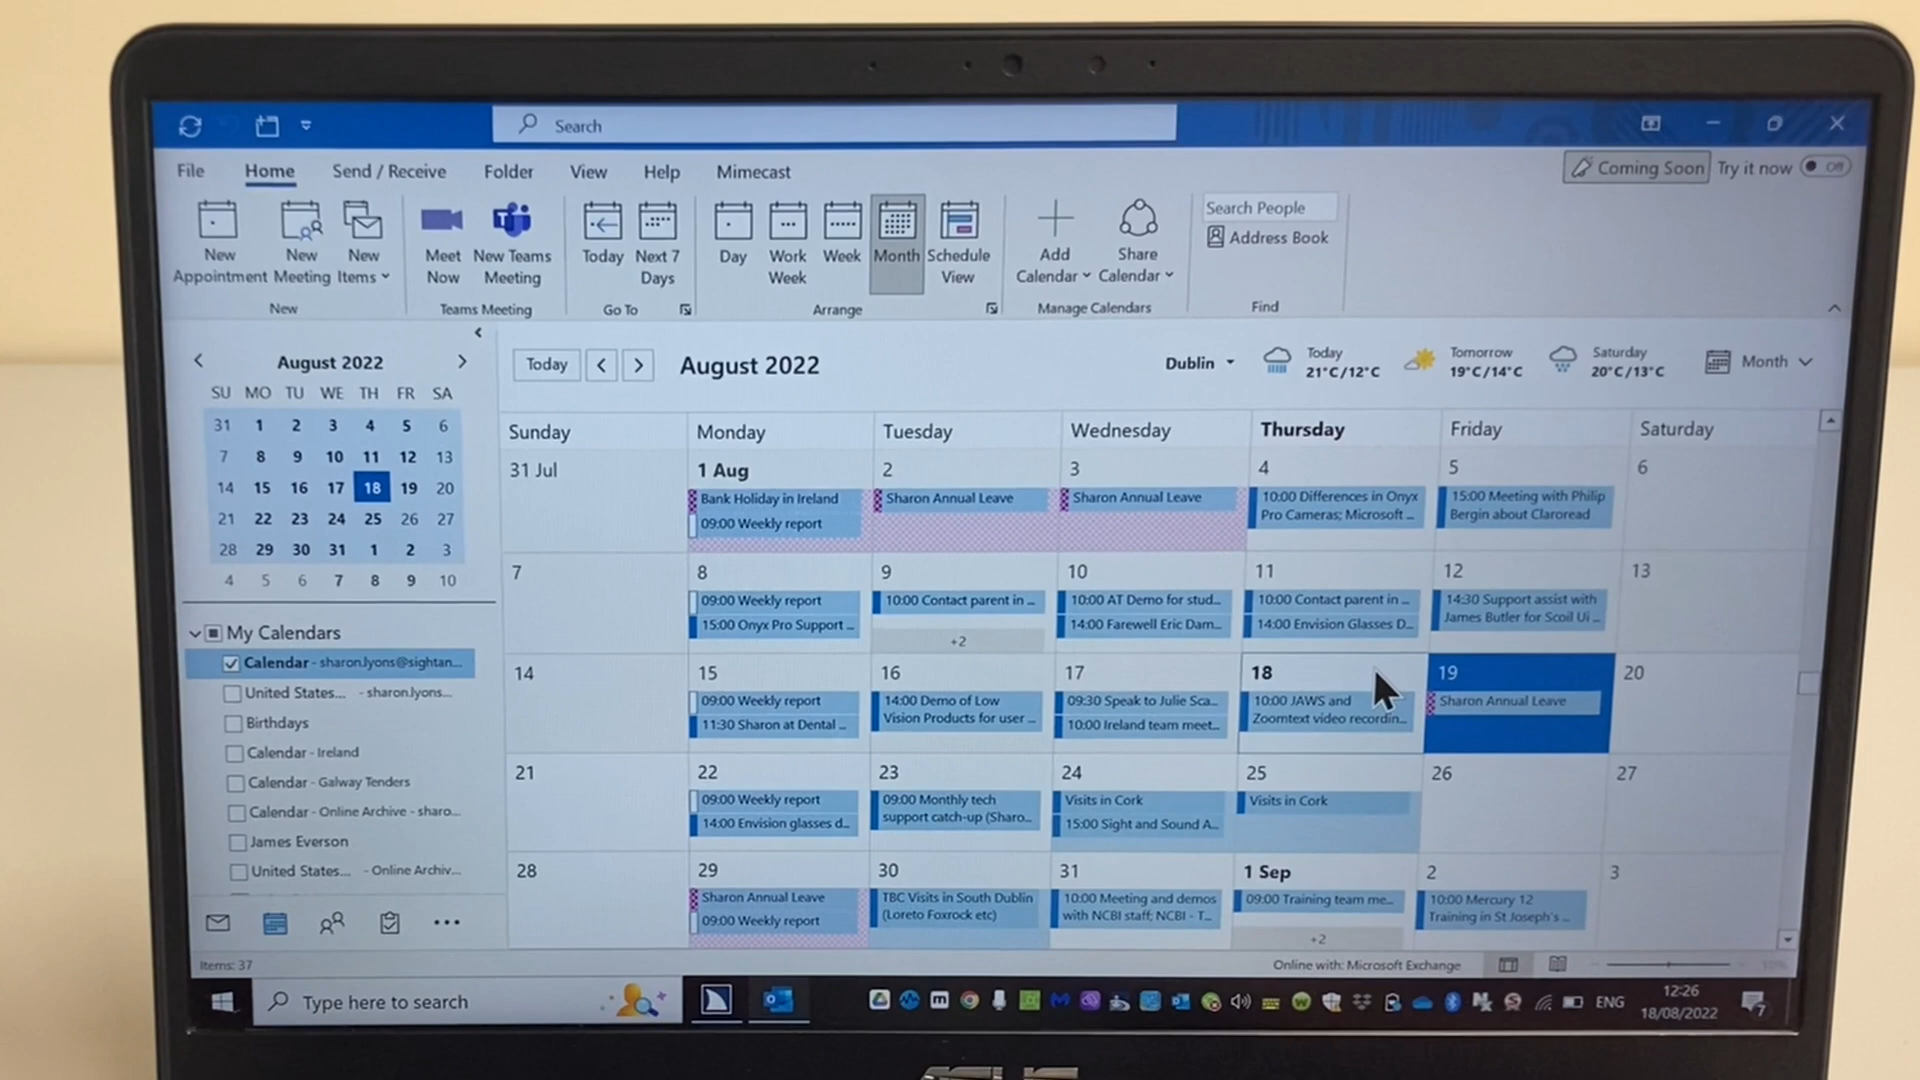 Search
File Home Send / Receive Folder View Help Mimecast
Coming Soon Try it now Off
New Appointment
New Meeting
New Items
New
Meet Now
New Teams Meeting
Teams Meeting
Today
Next 7 Days
Go To
Day
Work Week
Week
Month
Schedule View
Arrange
Add Calendar
Share Calendar
Manage Calendars
Search People
Address Book
Find
August 2022
SU MO TU WE TH FR SA
31 1 2 3 4 5 6
7 8 9 10 11 12 13
14 15 16 17 18 19 20
21 22 23 24 25 26 27
28 29 30 31 1 2 3
4 5 6 7 8 9 10
My Calendars
Calendar - sharon.lyons@sightan...
United States... - sharon.lyons...
Birthdays
Calendar - Ireland
Calendar - Galway Tenders
Calendar - Online Archive - sharo...
James Everson
United States... - Online Archiv...
Items: 37
Today
August 2022
Dublin
Today
21°C/12°C
Tomorrow
19°C/14°C
Saturday
20°C/13°C
Month
Sunday Monday Tuesday Wednesday Thursday Friday Saturday
31 Jul
1 Aug
Bank Holiday in Ireland
09:00 Weekly report
2
Sharon Annual Leave
3
Sharon Annual Leave
4
10:00 Differences in Onyx
Pro Cameras; Microsoft ...
5
15:00 Meeting with Philip
Bergin about Claroread
6
7
8
09:00 Weekly report
15:00 Onyx Pro Support ...
9
10:00 Contact parent in ...
+2
10
10:00 AT Demo for stud...
14:00 Farewell Eric Dam...
11
10:00 Contact parent in ...
14:00 Envision Glasses D...
12
14:30 Support assist with
James Butler for Scoil Ui ...
13
14
15
09:00 Weekly report
11:30 Sharon at Dental ...
16
14:00 Demo of Low
Vision Products for user ...
17
09:30 Speak to Julie Sca...
10:00 Ireland team meet...
18
10:00 JAWS and
Zoomtext video recordin...
19
Sharon Annual Leave
20
21
22
09:00 Weekly report
14:00 Envision glasses d...
23
09:00 Monthly tech
support catch-up (Sharo...
24
Visits in Cork
15:00 Sight and Sound A...
25
Visits in Cork
26
27
28
29
Sharon Annual Leave
09:00 Weekly report
30
TBC Visits in South Dublin
(Loreto Foxrock etc)
31
10:00 Meeting and demos
with NCBI staff; NCBI - T...
1 Sep
09:00 Training team me...
+2
2
10:00 Mercury 12
Training in St Joseph's ...
3
Online with: Microsoft Exchange
Type here to search
ENG
12:26
18/08/2022
7